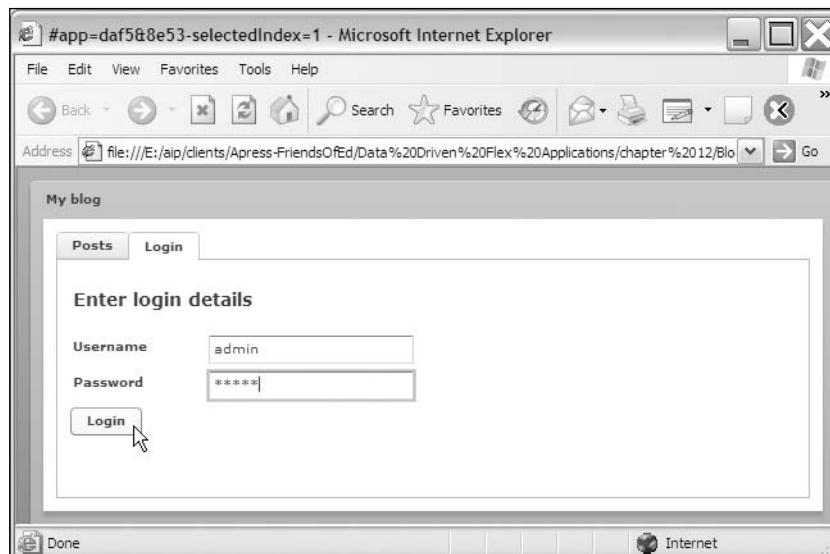 #app=daf5&8e53-selectedIndex=1 - Microsoft Internet Explorer
File Edit View Favorites Tools Help
Back Search Favorites »
Address file:///E:/aip/clients/Apress-FriendsOfEd/Data%20Driven%20Flex%20Applications/chapter%2012/Blo Go
My blog
Posts Login
Enter login details
Username admin
Password *****
Login
Done Internet